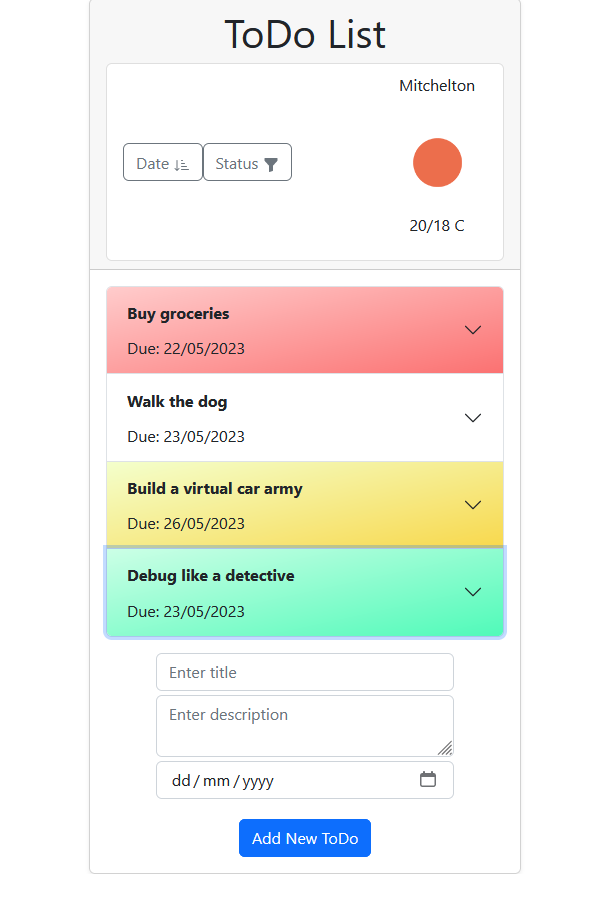 ToDo List
Mitchelton
Date Status
20/18 C
Buy groceries
Due: 22/05/2023
Walk the dog
Due: 23/05/2023
Build a virtual car army
Due: 26/05/2023
Debug like a detective
Due: 23/05/2023
Enter title
Enter description
dd/mm/yyyy
Add New ToDo